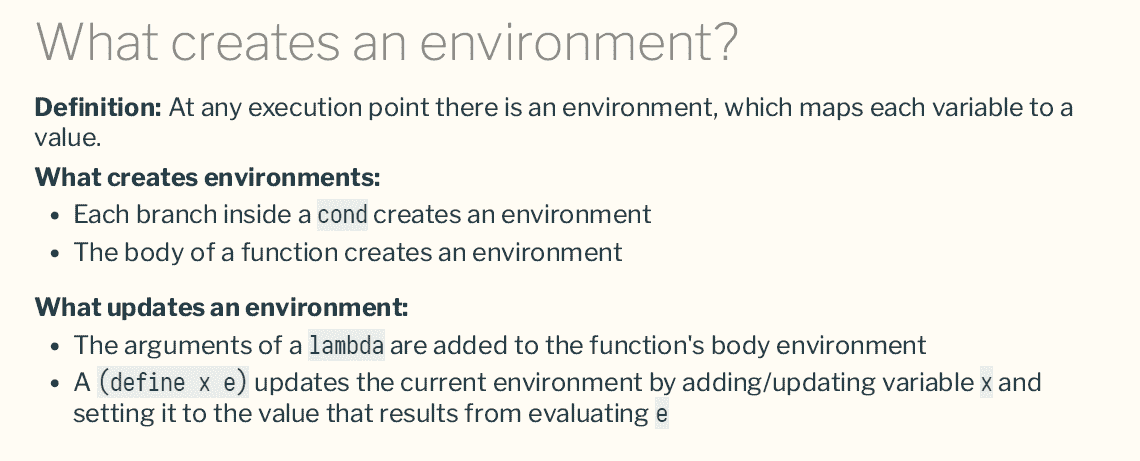 What creates an environment?
Definition: At any execution point there is an environment, which maps each variable to a
value.
What creates environments:
• Each branch inside a cond creates an environment
• The body of a function creates an environment
What updates an environment:
• The arguments of a lambda are added to the function's body environment
• A (define x e) updates the current environment by adding/updating variable x and
setting it to the value that results from evaluating e